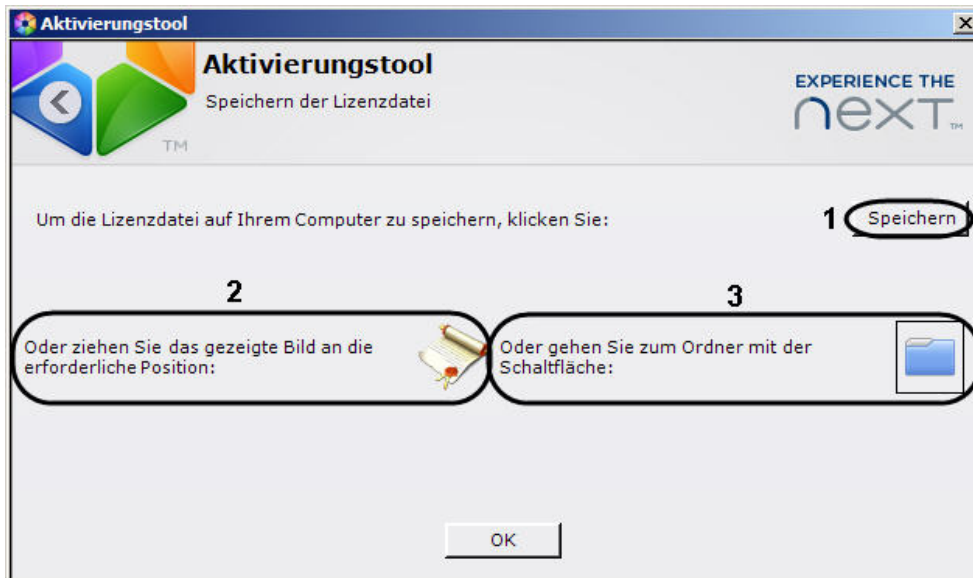 Aktivierungstool
Aktivierungstool
Speichern der Lizenzdatei
TM
EXPERIENCE THE
next™
Um die Lizenzdatei auf Ihrem Computer zu speichern, klicken Sie:
1
Speichern
2
3
Oder ziehen Sie das gezeigte Bild an die
erforderliche Position:
Oder gehen Sie zum Ordner mit der
Schaltfläche:
OK